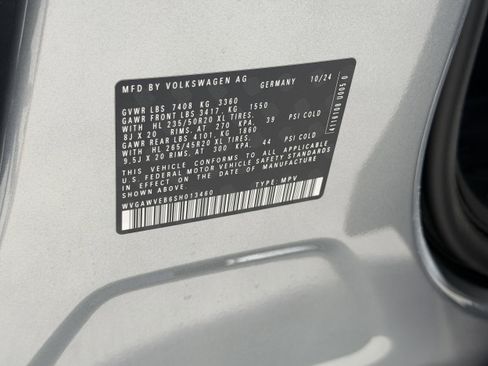 MFD BY VOLKSWAGEN AG GERMANY 10/24
GVWR LBS 7408 KG 3360
GAWR FRONT LBS 3417, KG 1550
WITH HL 235/50R20 XL TIRES,
8J X 20 RIMS, AT 270 KPA, 39 PSI COLD
GAWR REAR LBS 4101, KG 1860
WITH HL 265/45R20 XL TIRES,
9,5J X 20 RIMS, AT 300 KPA, 44 PSI COLD
THIS VEHICLE CONFORMS TO ALL APPLICABLE
U.S. FEDERAL MOTOR VEHICLE SAFETY STANDARDS
IN EFFECT ON THE DATE OF MANUFACTURE
SHOWN ABOVE.
WVGAWVEB6SH013460 TYPE: MPV